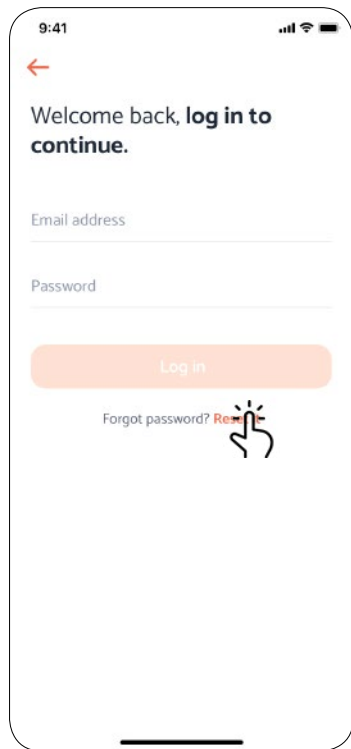 9:41
Welcome back, log in to
continue.
Email address
Password
Log in
Forgot password?